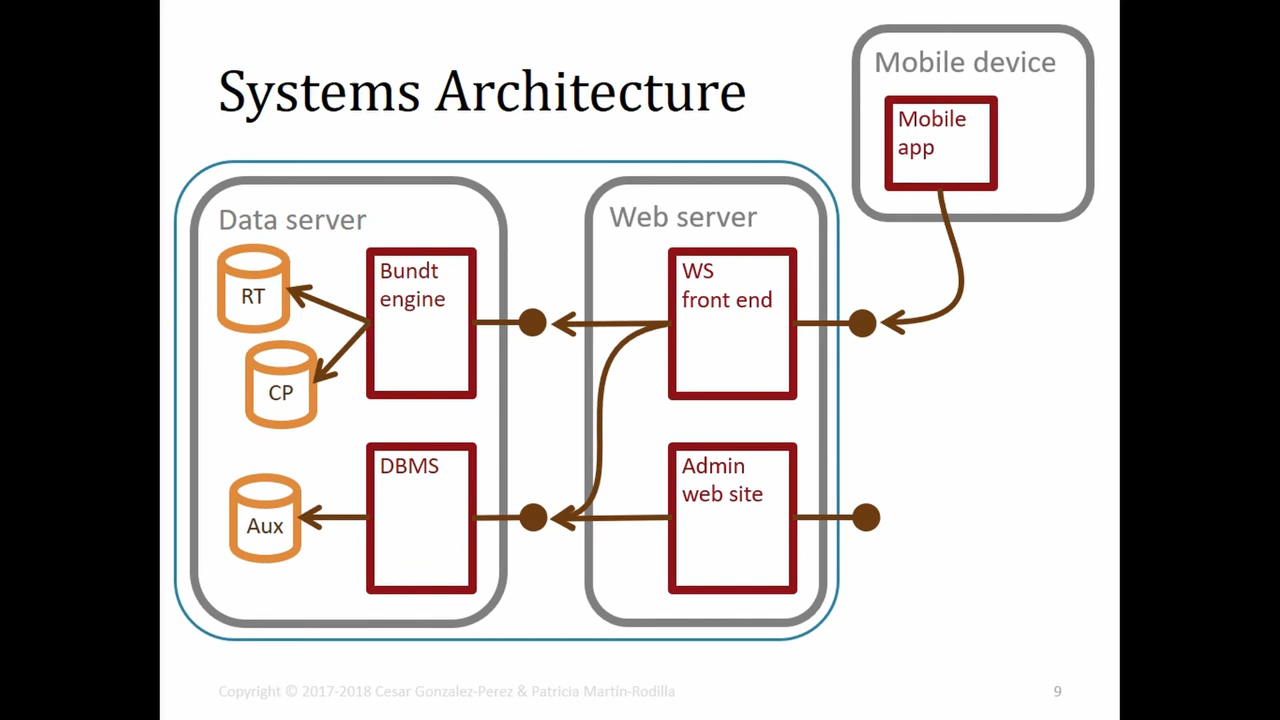 Systems Architecture
Mobile device
Mobile
app
Data server
Web server
RT
CP
Aux
Bundt
engine
DBMS
WS
front end
Admin
web site
Copyright © 2017-2018 Cesar Gonzalez-Perez & Patricia Martín-Rodilla
9